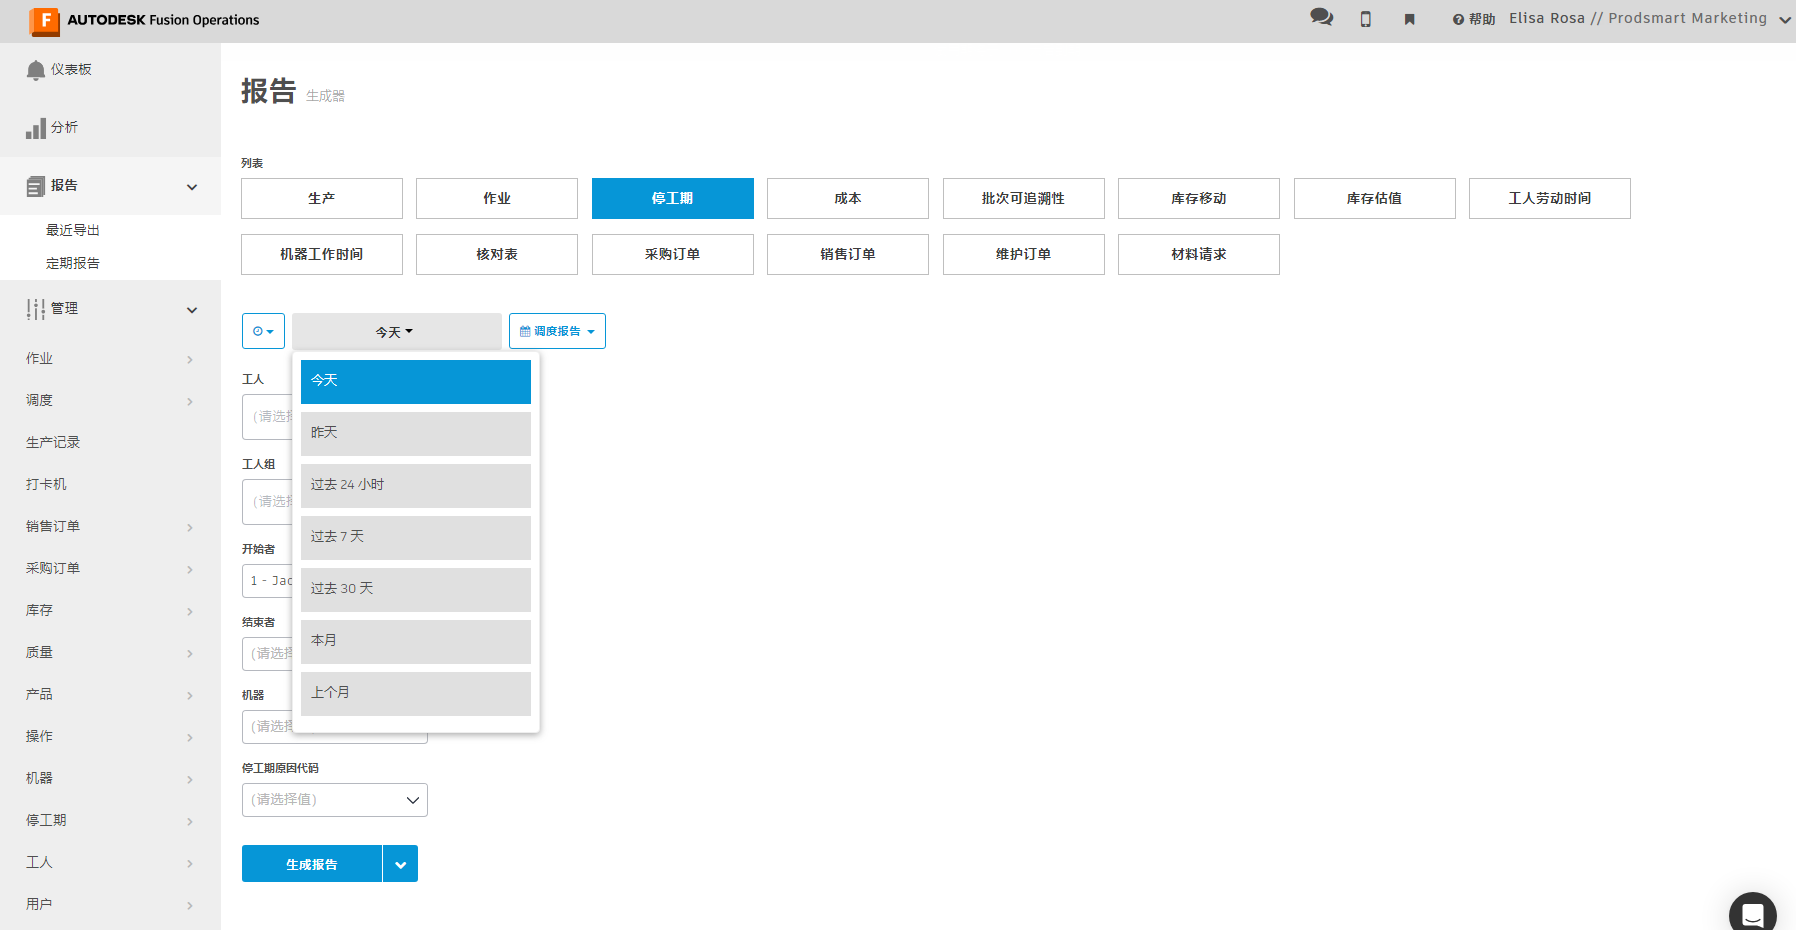 AUTODESK Fusion Operations
帮助 Elisa Rosa // Prodsmart Marketing
仪表板
分析
报告
最近导出
定期报告
管理
作业
调度
生产记录
打卡机
销售订单
采购订单
库存
质量
产品
操作
机器
停工期
工人
用户
报告 生成器
列表
生产 作业 停工期 成本 批次可追溯性 库存移动 库存估值 工人劳动时间
机器工作时间 核对表 采购订单 销售订单 维护订单 材料请求
今天 调度报告
今天
昨天
过去 24 小时
过去 7 天
过去 30 天
本月
上个月
工人
(请选
工人组
(请选
开始者
1 - Jac
结束者
(请选
机器
(请选
停工期原因代码
(请选择值)
生成报告